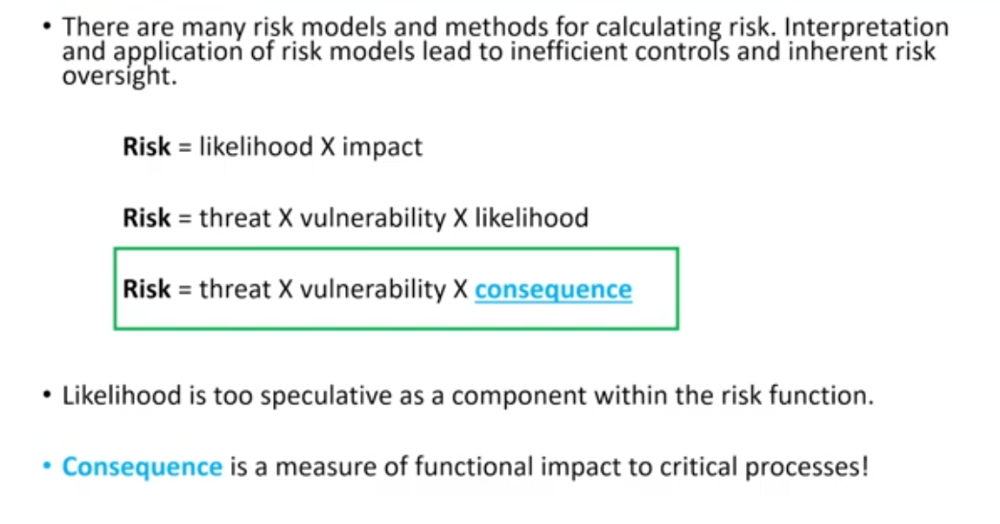 • There are many risk models and methods for calculating risk. Interpretation
and application of risk models lead to inefficient controls and inherent risk
oversight.
Risk = likelihood X impact
Risk = threat X vulnerability X likelihood
Risk = threat X vulnerability X consequence
• Likelihood is too speculative as a component within the risk function.
• Consequence is a measure of functional impact to critical processes!